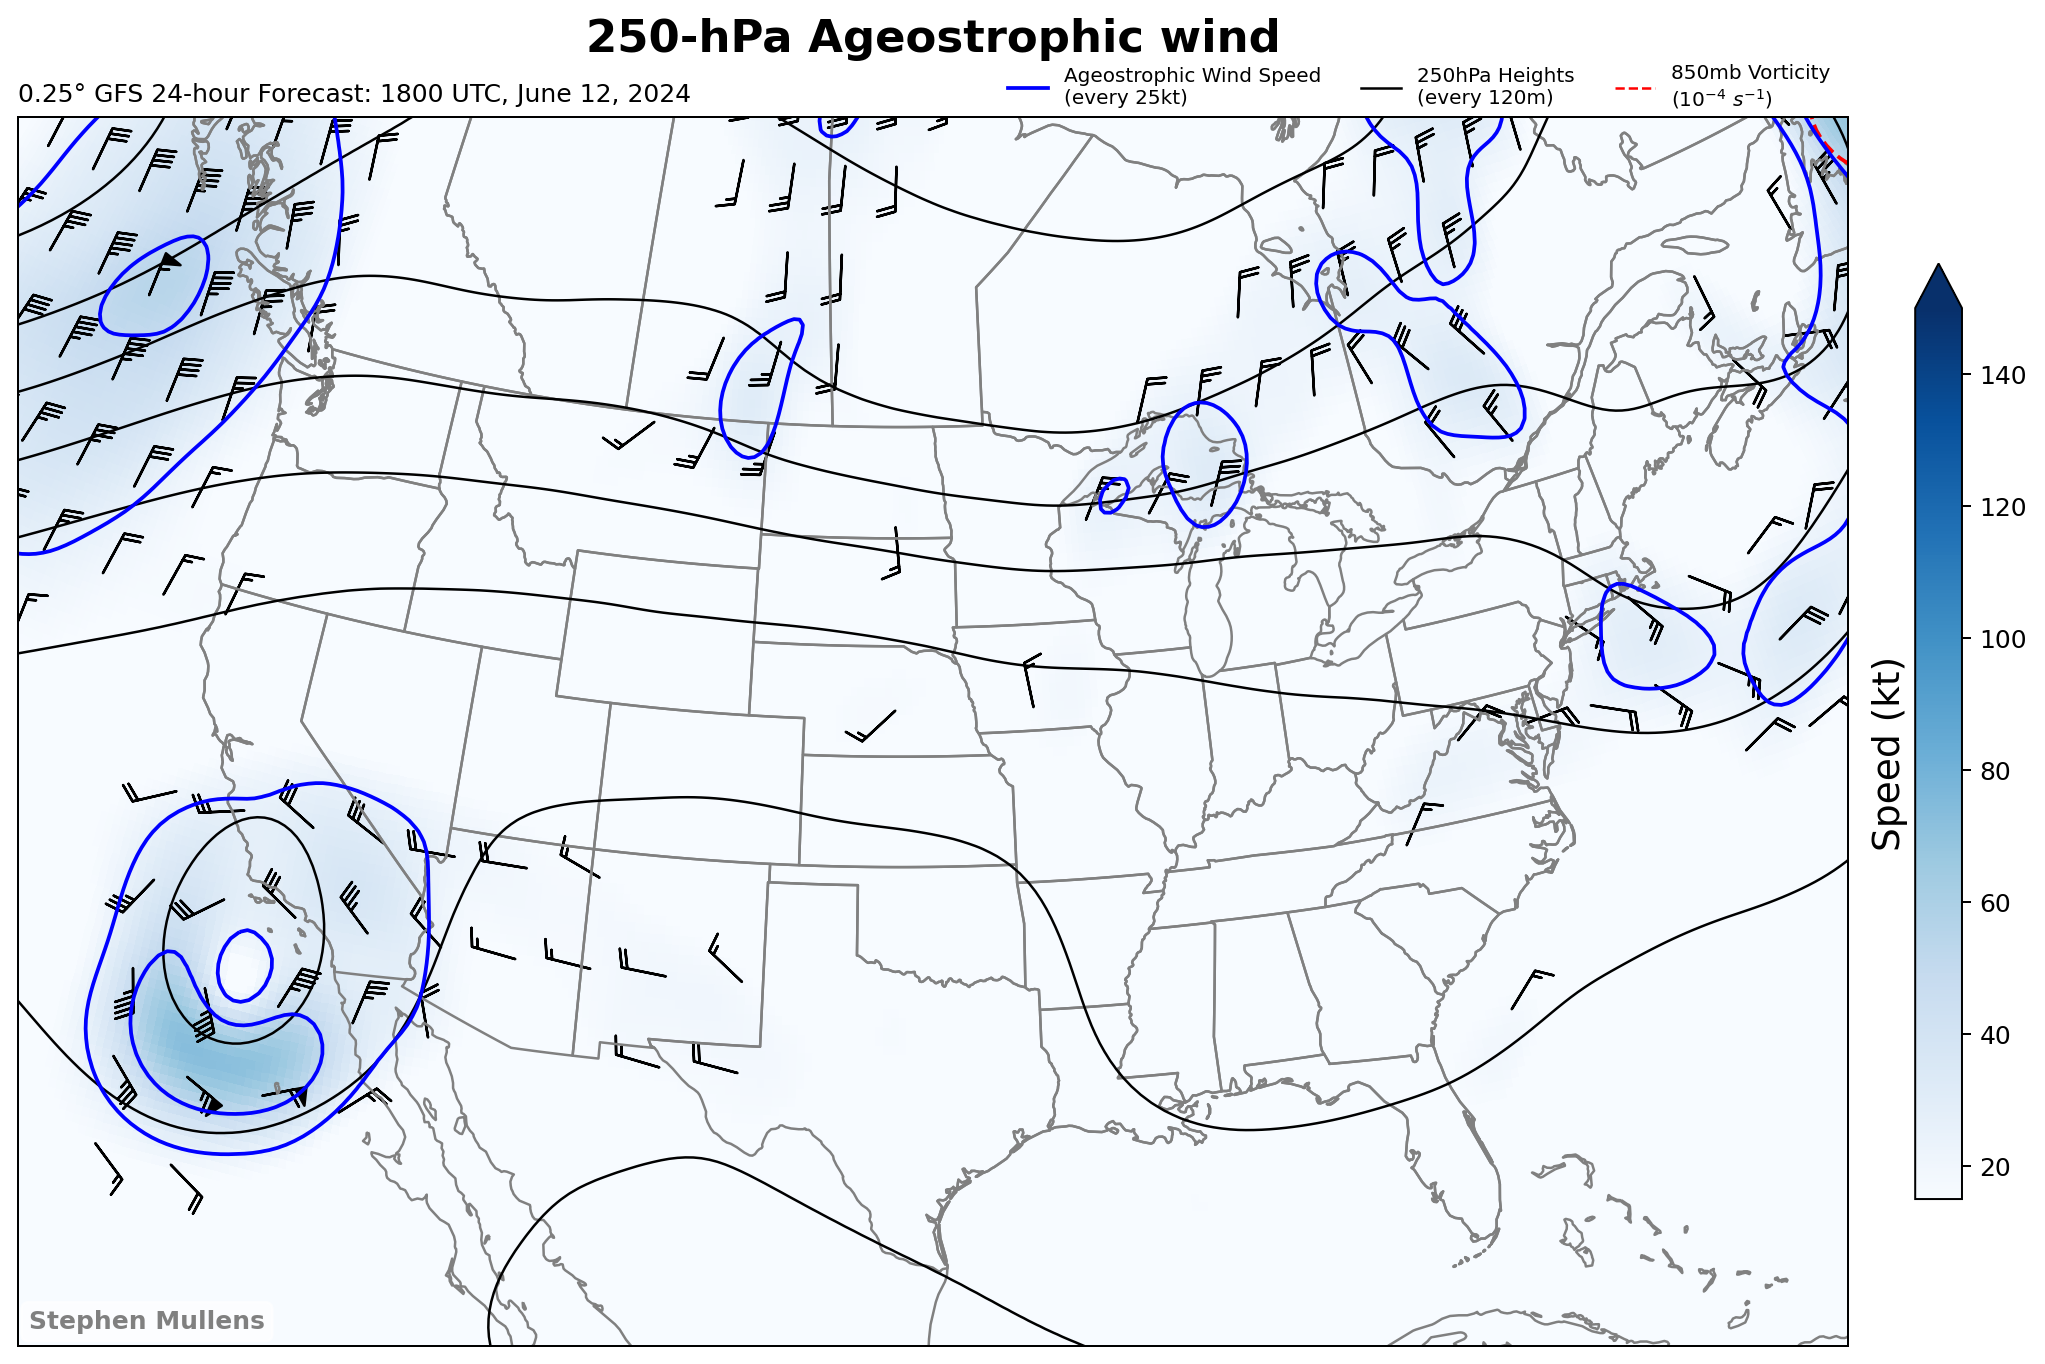 250-hPa Ageostrophic wind
0.25° GFS 24-hour Forecast: 1800 UTC, June 12, 2024
Ageostrophic Wind Speed
(every 25kt)
250hPa Heights
(every 120m)
850mb Vorticity
(10⁻⁴ s⁻¹)
140
120
100
80
60
40
20
Speed (kt)
Stephen Mullens